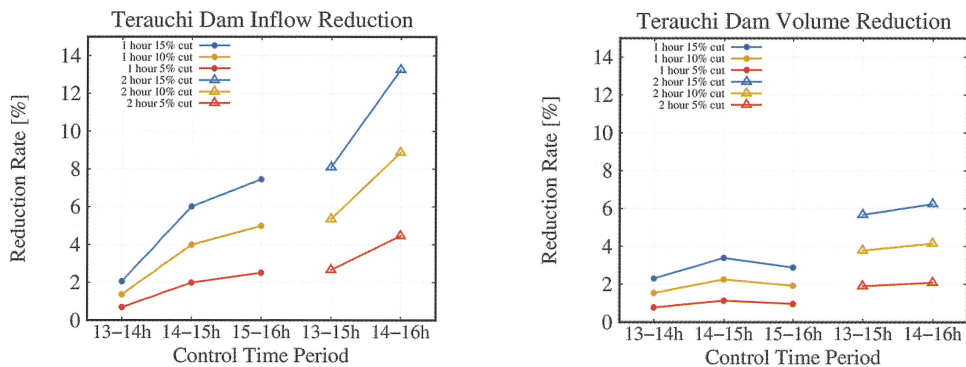 Terauchi Dam Inflow Reduction
Reduction Rate [%]
14
12
10
8
6
4
2
0
1 hour 15% cut
1 hour 10% cut
1 hour 5% cut
2 hour 15% cut
2 hour 10% cut
2 hour 5% cut
13−14h 14−15h 15−16h 13−15h 14−16h
Control Time Period
Terauchi Dam Volume Reduction
Reduction Rate [%]
14
12
10
8
6
4
2
0
1 hour 15% cut
1 hour 10% cut
1 hour 5% cut
2 hour 15% cut
2 hour 10% cut
2 hour 5% cut
13−14h 14−15h 15−16h 13−15h 14−16h
Control Time Period